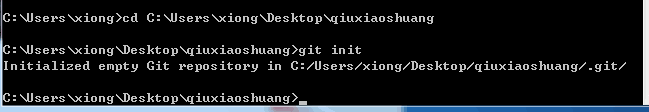 C:\Users\xiong>cd C:\Users\xiong\Desktop\qiuxiaoshuang
C:\Users\xiong\Desktop\qiuxiaoshuang>git init
Initialized empty Git repository in C:/Users/xiong/Desktop/qiuxiaoshuang/.git/
C:\Users\xiong\Desktop\qiuxiaoshuang>